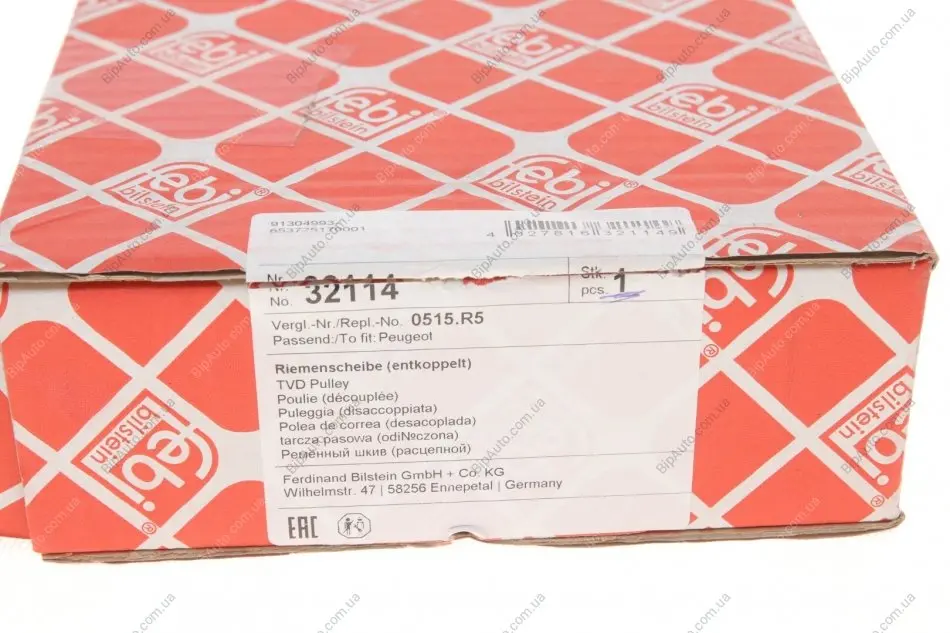 febi
bilstein
91304993
653725170001
4 027816 321149
Nr.
No. 32114
Stk.
pcs. 1
Vergl.-Nr./Repl.-No. 0515.R5
Passend:/To fit: Peugeot
Riemenscheibe (entkoppelt)
TVD Pulley
Poulie (découplée)
Puleggia (disaccoppiata)
Polea de correa (desacoplada)
tarcza pasowa (odi№czona)
Ременный шкив (расцепной)
Ferdinand Bilstein GmbH + Co. KG
Wilhelmstr. 47 | 58256 Ennepetal | Germany
EAC
BipAuto.com.ua